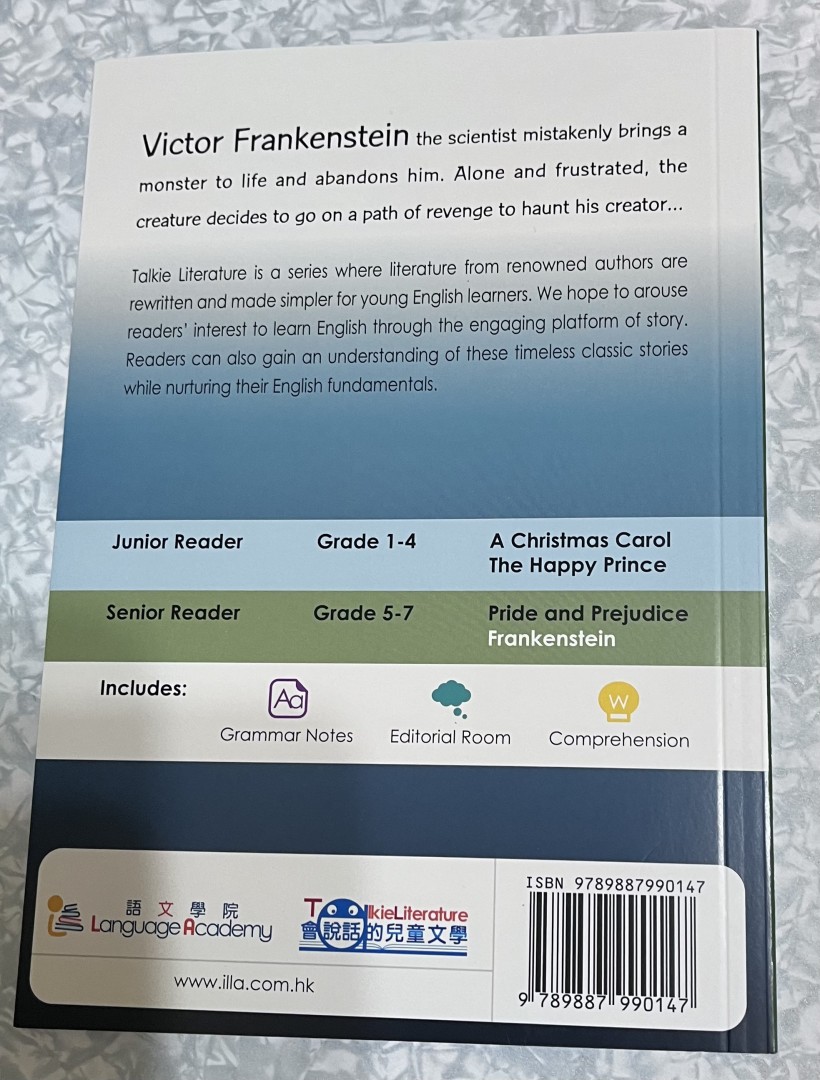 Victor Frankenstein the scientist mistakenly brings a
monster to life and abandons him. Alone and frustrated, the
creature decides to go on a path of revenge to haunt his creator...
Talkie Literature is a series where literature from renowned authors are
rewritten and made simpler for young English learners. We hope to arouse
readers' interest to learn English through the engaging platform of story.
Readers can also gain an understanding of these timeless classic stories
while nurturing their English fundamentals.
Junior Reader Grade 1-4 A Christmas Carol
The Happy Prince
Senior Reader Grade 5-7 Pride and Prejudice
Frankenstein
Includes:
Aa
W
Grammar Notes Editorial Room Comprehension
語文學院
Language Academy
TalkieLiterature
會說話的兒童文學
www.illa.com.hk
ISBN 9789887990147
9 789887 990147